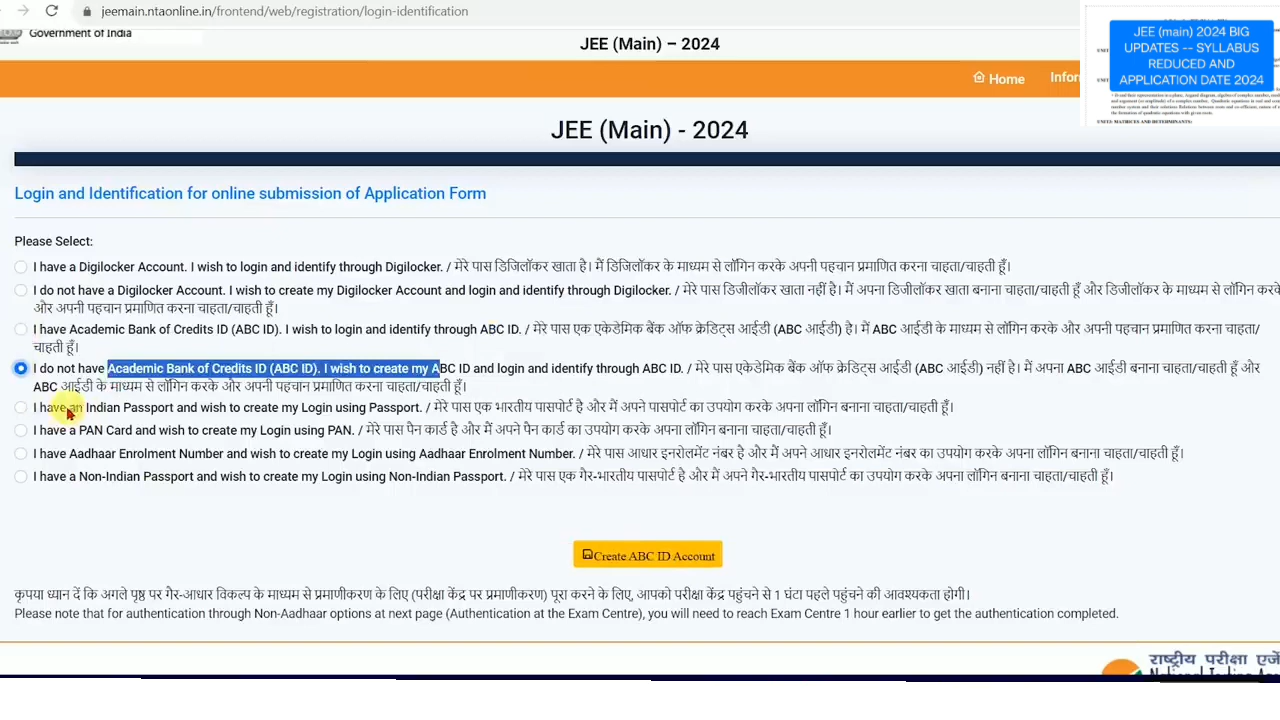 jeemain.ntaonline.in/frontend/web/registration/login-identification
Government of India
JEE (Main) – 2024
JEE (main) 2024 BIG
UPDATES -- SYLLABUS
REDUCED AND
APPLICATION DATE 2024
Home
Infor
JEE (Main) - 2024
Login and Identification for online submission of Application Form
Please Select:
I have a Digilocker Account. I wish to login and identify through Digilocker. / मेरे पास डिजिलॉकर खाता है। मैं डिजिलॉकर के माध्यम से लॉगिन करके अपनी पहचान प्रमाणित करना चाहता/चाहती हूँ।
I do not have a Digilocker Account. I wish to create my Digilocker Account and login and identify through Digilocker. / मेरे पास डिजीलॉकर खाता नहीं है। मैं अपना डिजीलॉकर खाता बनाना चाहता/चाहती हूँ और डिजीलॉकर के माध्यम से लॉगिन करके
और अपनी पहचान प्रमाणित करना चाहता/चाहती हूँ।
I have Academic Bank of Credits ID (ABC ID). I wish to login and identify through ABC ID. / मेरे पास एक एकेडेमिक बैंक ऑफ क्रेडिट्स आईडी (ABC आईडी) है। मैं ABC आईडी के माध्यम से लॉगिन करके और अपनी पहचान प्रमाणित करना चाहता/
चाहती हूँ।
I do not have Academic Bank of Credits ID (ABC ID). I wish to create my ABC ID and login and identify through ABC ID. / मेरे पास एकेडेमिक बैंक ऑफ क्रेडिट्स आईडी (ABC आईडी) नहीं है। मैं अपना ABC आईडी बनाना चाहता/चाहती हूँ और
ABC आईडी के माध्यम से लॉगिन करके और अपनी पहचान प्रमाणित करना चाहता/चाहती हूँ।
I have an Indian Passport and wish to create my Login using Passport. / मेरे पास एक भारतीय पासपोर्ट है और मैं अपने पासपोर्ट का उपयोग करके अपना लॉगिन बनाना चाहता/चाहती हूँ।
I have a PAN Card and wish to create my Login using PAN. / मेरे पास पैन कार्ड है और मैं अपने पैन कार्ड का उपयोग करके अपना लॉगिन बनाना चाहता/चाहती हूँ।
I have Aadhaar Enrolment Number and wish to create my Login using Aadhaar Enrolment Number. / मेरे पास आधार इनरोलमेंट नंबर है और मैं अपने आधार इनरोलमेंट नंबर का उपयोग करके अपना लॉगिन बनाना चाहता/चाहती हूँ।
I have a Non-Indian Passport and wish to create my Login using Non-Indian Passport. / मेरे पास एक गैर-भारतीय पासपोर्ट है और मैं अपने गैर-भारतीय पासपोर्ट का उपयोग करके अपना लॉगिन बनाना चाहता/चाहती हूँ।
Create ABC ID Account
कृपया ध्यान दें कि अगले पृष्ठ पर गैर-आधार विकल्प के माध्यम से प्रमाणीकरण के लिए (परीक्षा केंद्र पर प्रमाणीकरण) पूरा करने के लिए, आपको परीक्षा केंद्र पहुंचने से 1 घंटा पहले पहुंचने की आवश्यकता होगी।
Please note that for authentication through Non-Aadhaar options at next page (Authentication at the Exam Centre), you will need to reach Exam Centre 1 hour earlier to get the authentication completed.
राष्ट्रीय परीक्षा एजें